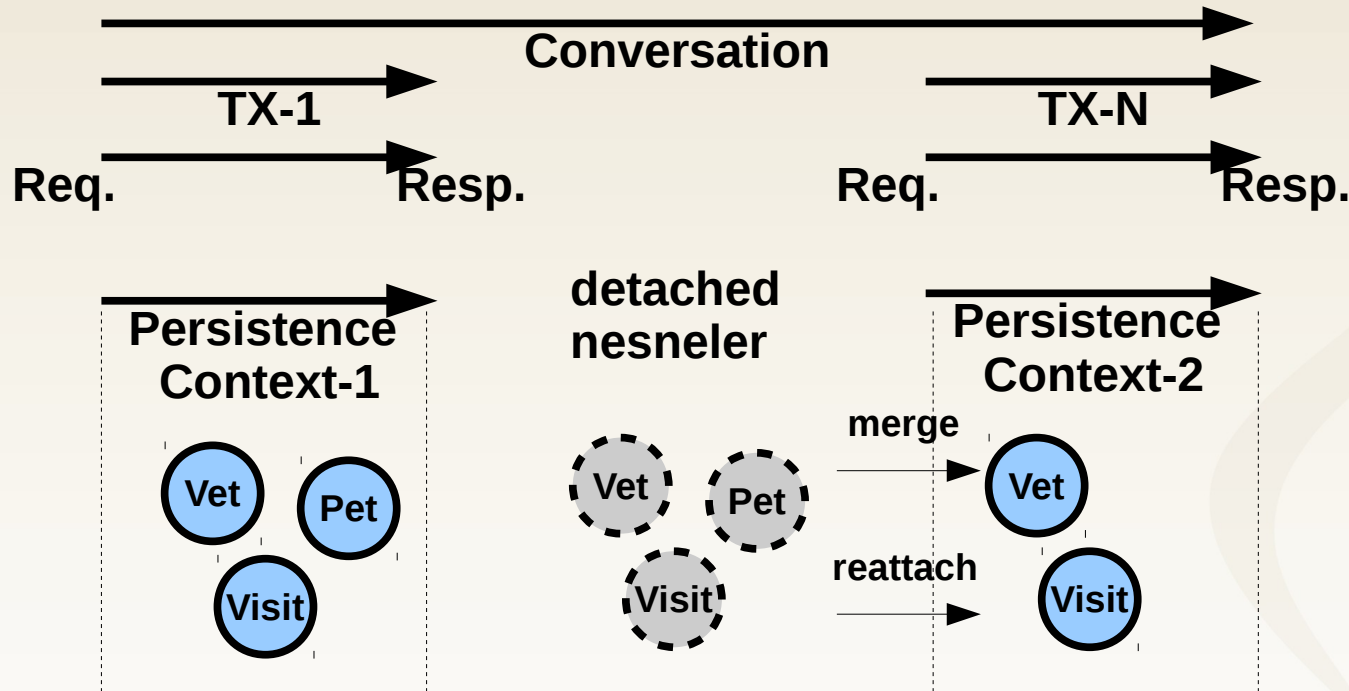 Conversation
TX-1
TX-N
Req.
Resp.
Req.
Resp.
Persistence
Context-1
detached
nesneler
Persistence
Context-2
merge
reattach
Vet
Pet
Visit
Vet
Pet
Visit
Vet
Visit